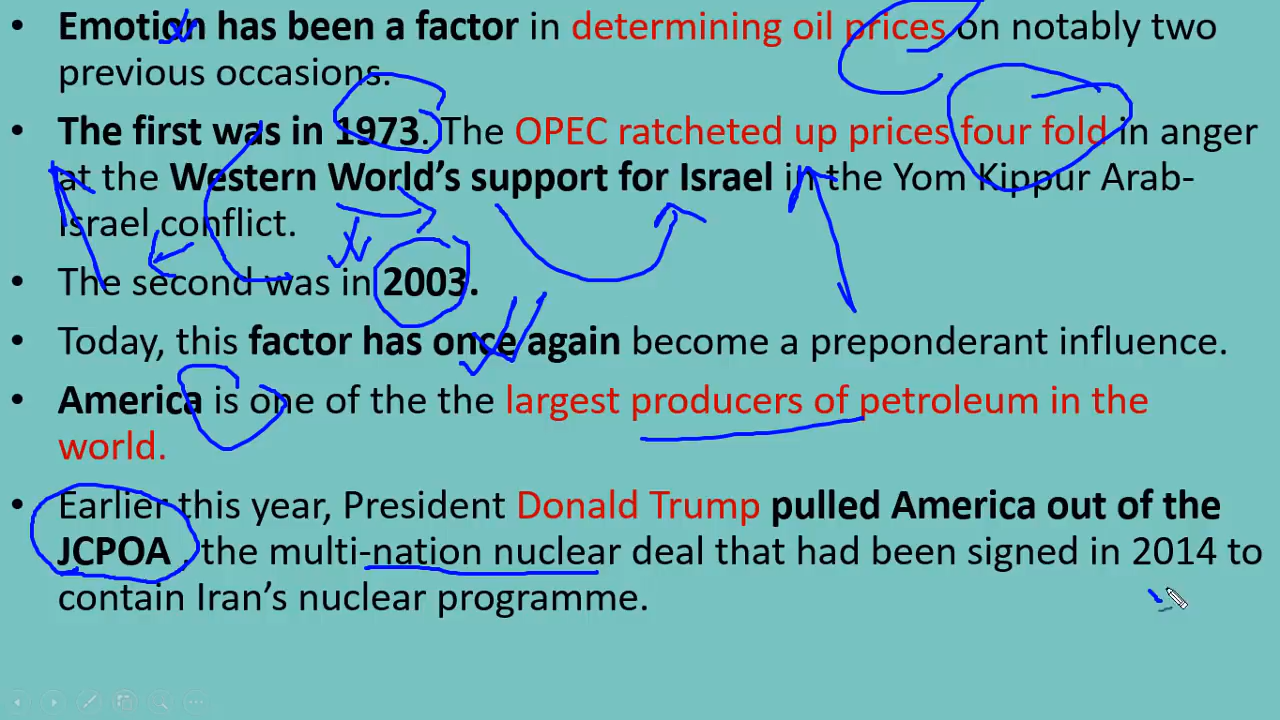 • Emotion has been a factor in determining oil prices on notably two
previous occasions.
• The first was in 1973. The OPEC ratcheted up prices four fold in anger
at the Western World's support for Israel in the Yom Kippur Arab-
Israel conflict.
• The second was in 2003.
• Today, this factor has once again become a preponderant influence.
• America is one of the the largest producers of petroleum in the
world.
• Earlier this year, President Donald Trump pulled America out of the
JCPOA , the multi-nation nuclear deal that had been signed in 2014 to
contain Iran's nuclear programme.